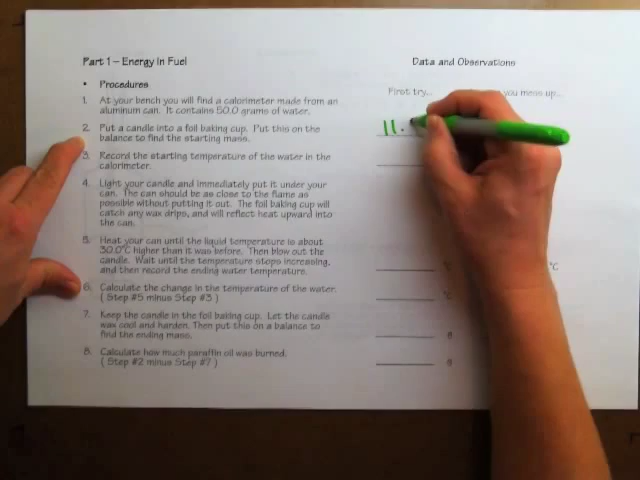 Part 1 – Energy In Fuel
• Procedures
1. At your bench you will find a calorimeter made from an
aluminum can. It contains 50.0 grams of water.
2. Put a candle into a foil baking cup. Put this on the
balance to find the starting mass.
3. Record the starting temperature of the water in the
calorimeter.
4. Light your candle and immediately put it under your
can. The can should be as close to the flame as
possible without putting it out. The foil baking cup will
catch any wax drips, and will reflect heat upward into
the can.
5. Heat your can until the liquid temperature is about
30.0°C higher than it was before. Then blow out the
candle. Wait until the temperature stops increasing,
and then record the ending water temperature.
6. Calculate the change in the temperature of the water.
( Step #5 minus Step #3 )
7. Keep the candle in the foil baking cup. Let the candle
wax cool and harden. Then put this on a balance to
find the ending mass.
8. Calculate how much paraffin oil was burned.
( Step #2 minus Step #7 )
Data and Observations
First try... you mess up...
11.
°C °C
°C
g
g